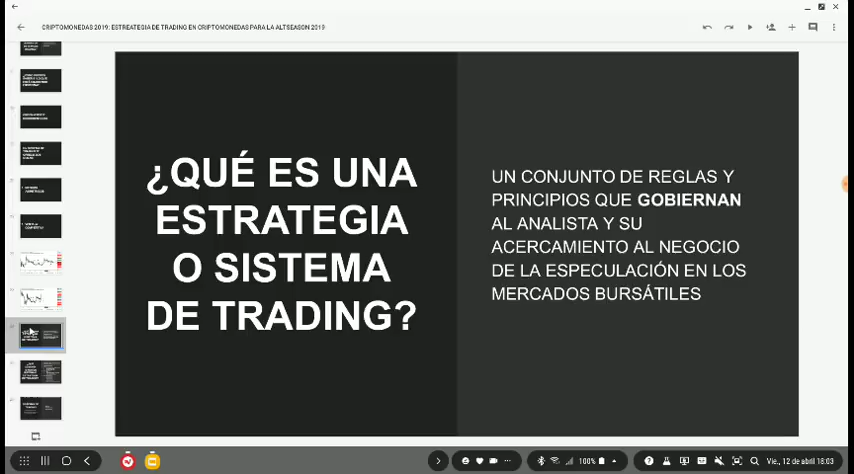 CRIPTOMONEDAS 2019: ESTREATEGIA DE TRADING EN CRIPTOMONEDAS PARA LA ALTSEASON 2019
¿QUÉ ES UNA
ESTRATEGIA
O SISTEMA
DE TRADING?
UN CONJUNTO DE REGLAS Y
PRINCIPIOS QUE GOBIERNAN
AL ANALISTA Y SU
ACERCAMIENTO AL NEGOCIO
DE LA ESPECULACIÓN EN LOS
MERCADOS BURSÁTILES
100%
Vie., 12 de abril 18:03